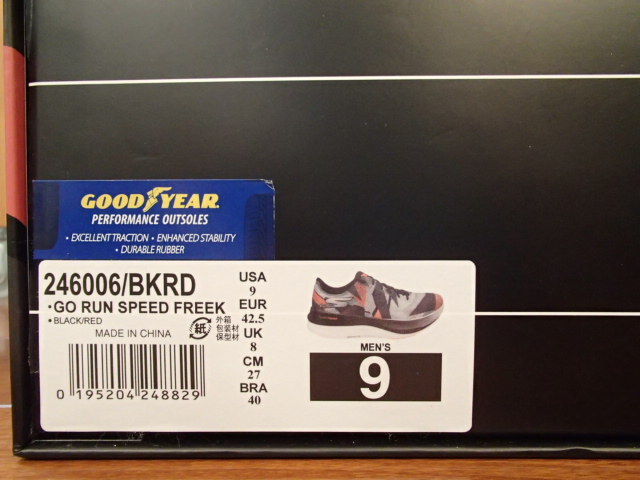 GOODYEAR
PERFORMANCE OUTSOLES
• EXCELLENT TRACTION • ENHANCED STABILITY
• DURABLE RUBBER
246006/BKRD
•GO RUN SPEED FREEK
•BLACK/RED
MADE IN CHINA
紙
外箱
包装材
保型材
0 195204 248829
USA
9
EUR
42.5
UK
8
CM
27
BRA
40
MEN'S
9